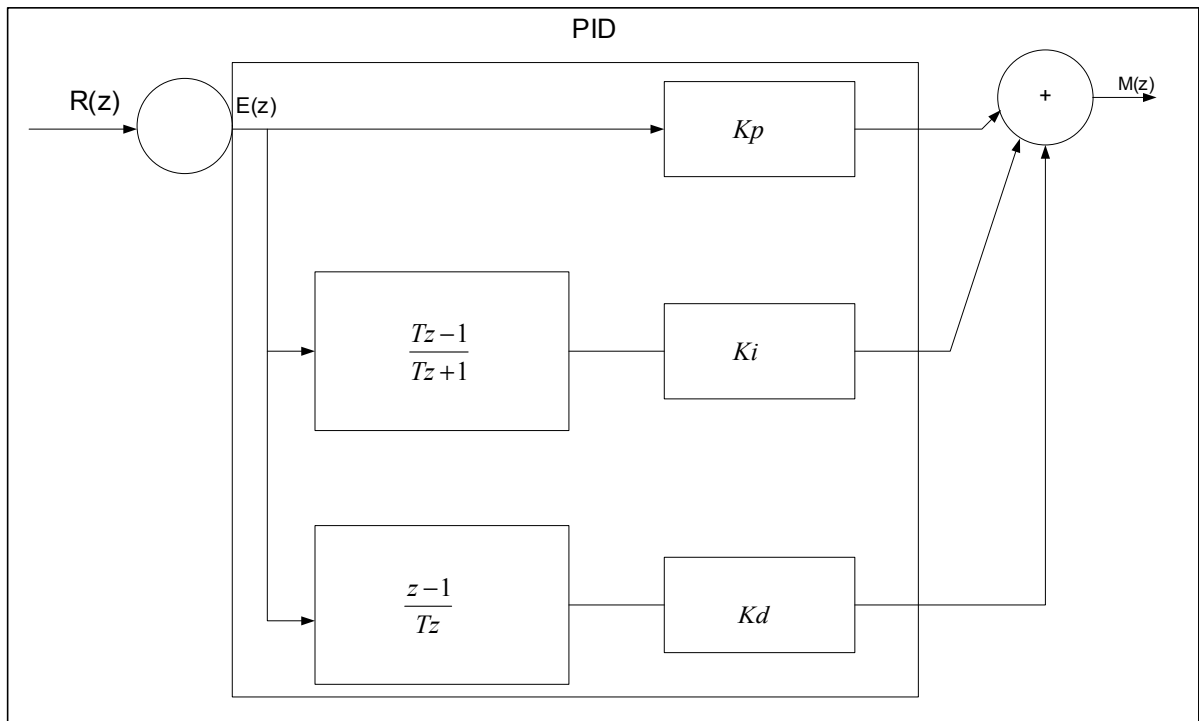 PID
R(z)
E(z)
Kp
+
M(z)
Tz − 1
Tz + 1
Ki
z − 1
Tz
Kd